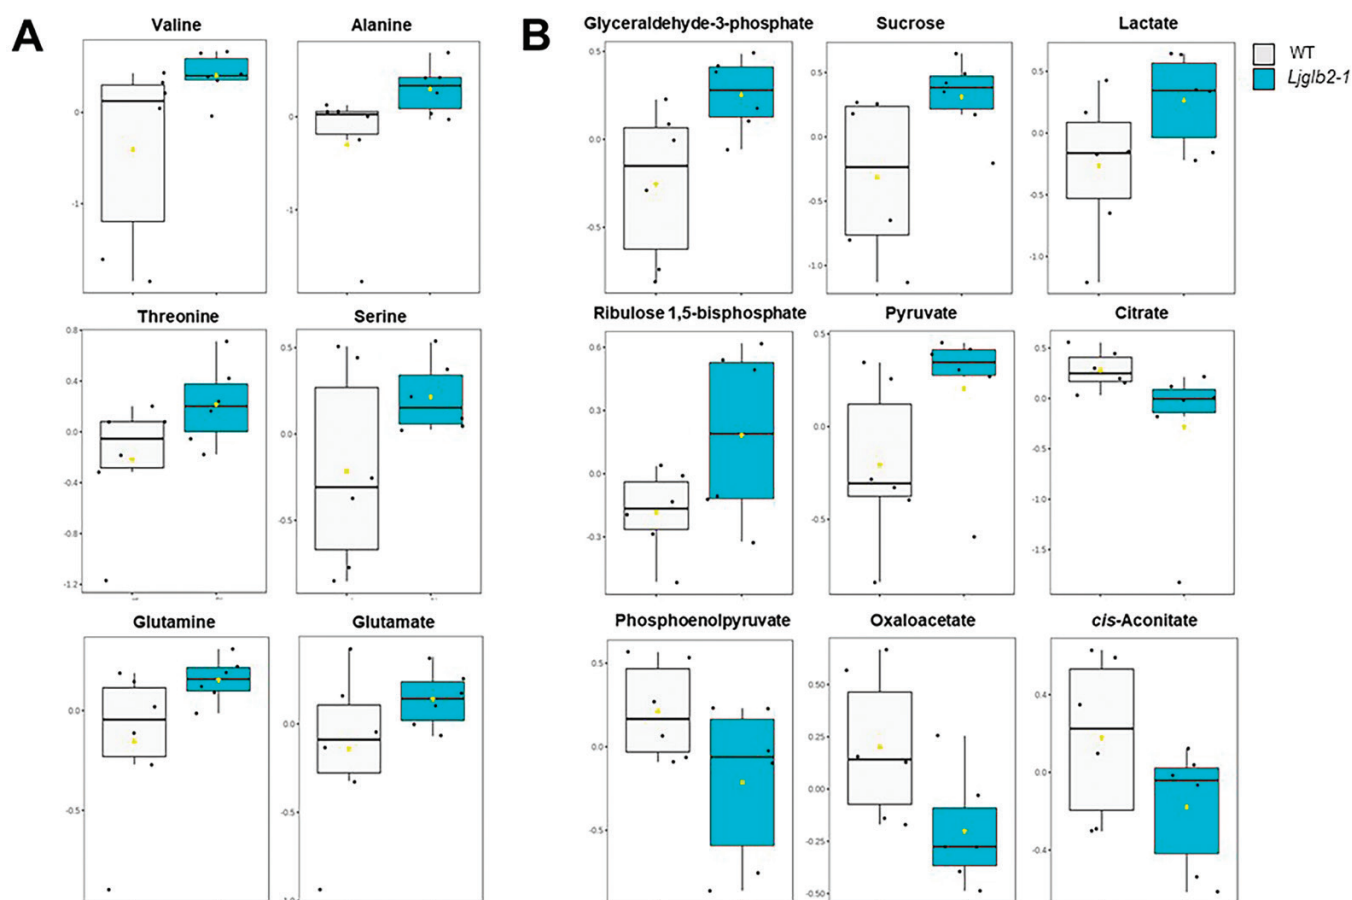 A
B
Valine
Alanine
Glyceraldehyde-3-phosphate
Sucrose
Lactate
WT
Ljglb2-1
0
-1
0
-1
0.5
0.0
-0.5
0.5
0.0
-0.5
-1.0
0.5
0.0
-0.5
-1.0
Threonine
Serine
Ribulose 1,5-bisphosphate
Pyruvate
Citrate
0.8
0.4
0.0
-0.4
-0.8
-1.2
0.5
0.0
-0.5
0.6
0.3
0.0
-0.3
0.5
0.0
-0.5
0.5
0.0
-0.5
-1.0
-1.5
Glutamine
Glutamate
Phosphoenolpyruvate
Oxaloacetate
cis-Aconitate
0.0
-0.5
0.0
-0.5
0.5
0.0
-0.5
0.50
0.25
0.00
-0.25
-0.50
0.4
0.0
-0.4